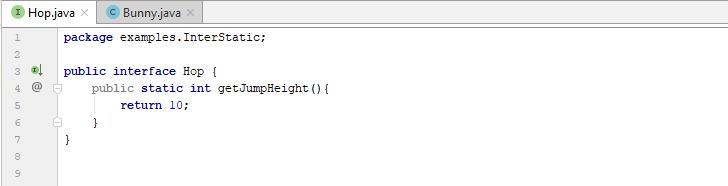 Hop.java Bunny.java
1 package examples.InterStatic;
2
3 public interface Hop {
4 @ public static int getJumpHeight(){
5 return 10;
6 }
7 }
8
9